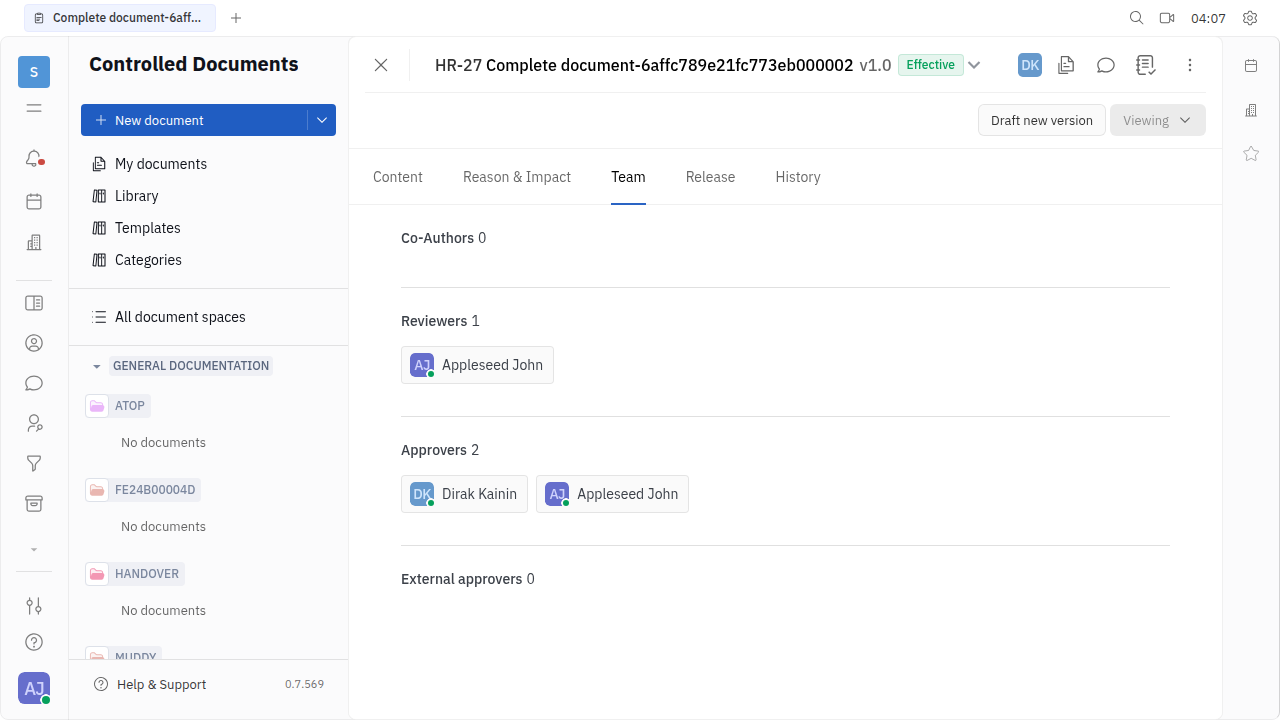 Complete document-6aff...
04:07
S
Controlled Documents
New document
My documents
Library
Templates
Categories
All document spaces
GENERAL DOCUMENTATION
ATOP
No documents
FE24B00004D
No documents
HANDOVER
No documents
MUDDY
Help & Support
0.7.569
AJ
HR-27 Complete document-6affc789e21fc773eb000002 v1.0
Effective
DK
Draft new version
Viewing
Content
Reason & Impact
Team
Release
History
Co-Authors 0
Reviewers 1
AJ Appleseed John
Approvers 2
DK Dirak Kainin
AJ Appleseed John
External approvers 0